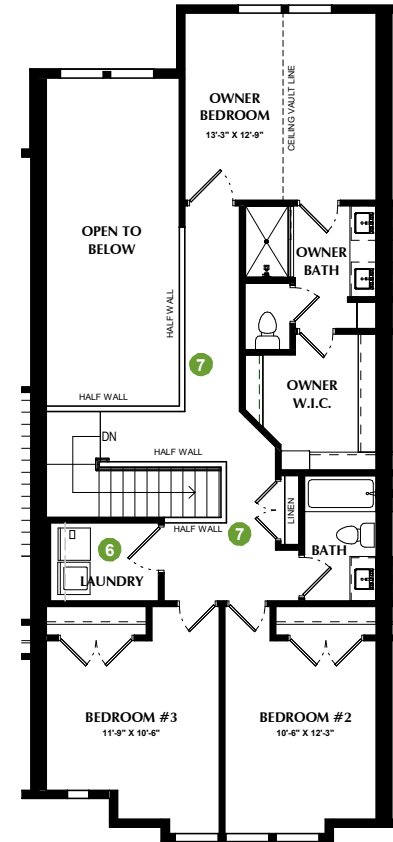 OWNER
BEDROOM
13'-3" X 12'-9"
CEILING VAULT LINE
OPEN TO
BELOW
OWNER
BATH
HALF WALL
7
OWNER
W.I.C.
HALF WALL
DN
HALF WALL
LINEN
HALF WALL
7
6
LAUNDRY
BATH
BEDROOM #3
11'-9" X 10'-6"
BEDROOM #2
10'-6" X 12'-3"